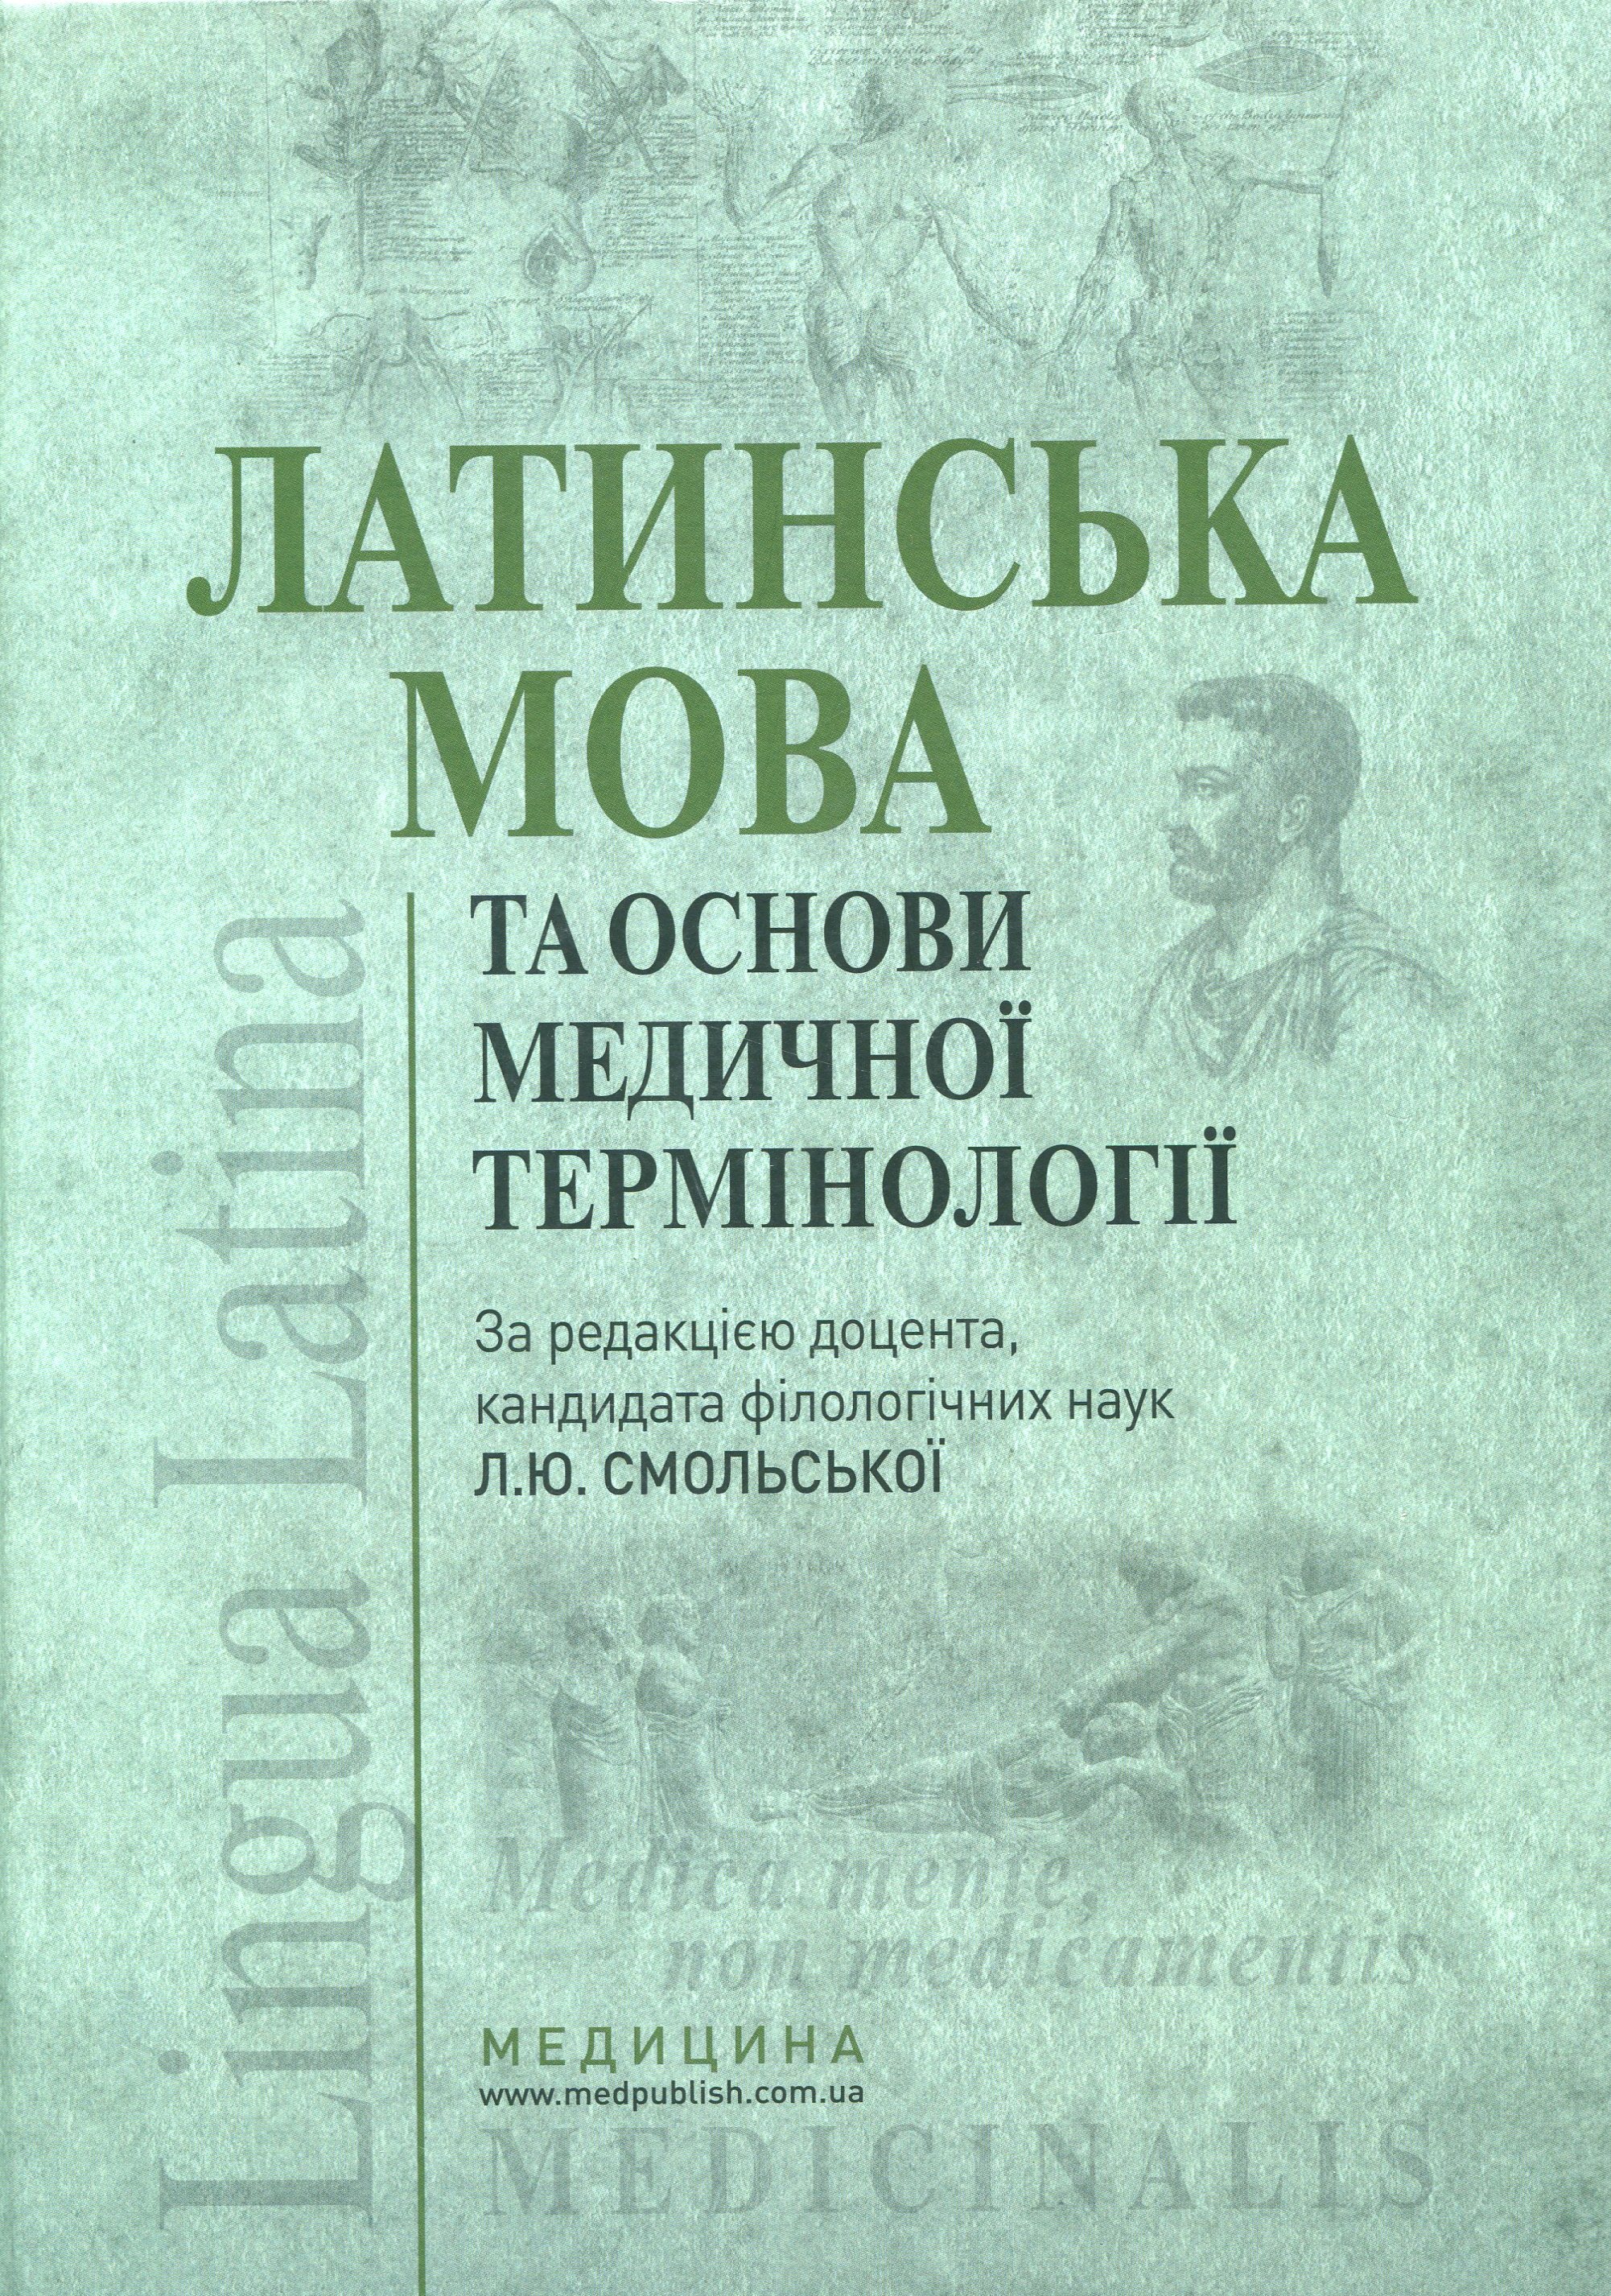 ЛАТИНСЬКА
МОВА
ТА ОСНОВИ
МЕДИЧНОЇ
ТЕРМІНОЛОГІЇ
За редакцією доцента,
кандидата філологічних наук
Л.Ю. СМОЛЬСЬКОЇ
Lingua Latina
Medica mente,
non medicamentis
МЕДИЦИНА
www.medpublish.com.ua
MEDICINALIS